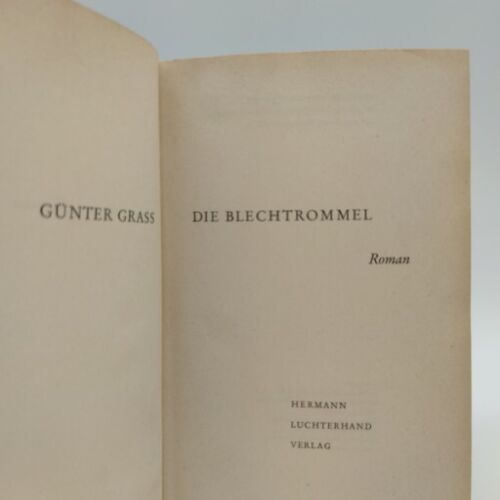 GÜNTER GRASS
DIE BLECHTROMMEL
Roman
HERMANN
LUCHTERHAND
VERLAG